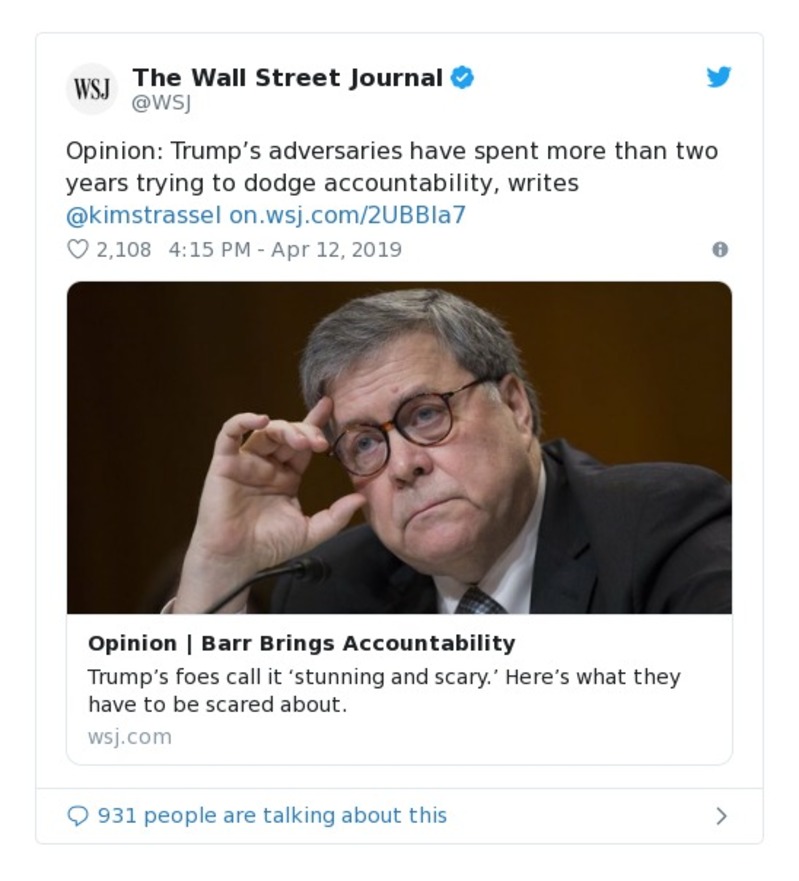 WSJ
The Wall Street Journal
@WSJ
Opinion: Trump’s adversaries have spent more than two
years trying to dodge accountability, writes
@kimstrassel on.wsj.com/2UBBla7
2,108 4:15 PM - Apr 12, 2019
Opinion | Barr Brings Accountability
Trump’s foes call it ‘stunning and scary.’ Here’s what they
have to be scared about.
wsj.com
931 people are talking about this